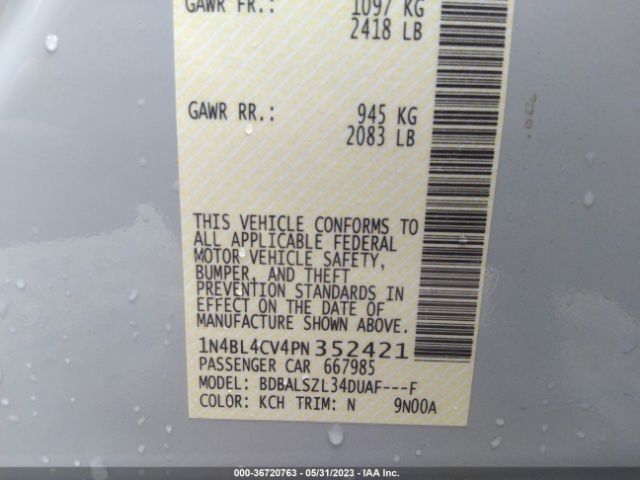 GAWR FR.: 1097 KG
2418 LB
GAWR RR.: 945 KG
2083 LB
THIS VEHICLE CONFORMS TO
ALL APPLICABLE FEDERAL
MOTOR VEHICLE SAFETY,
BUMPER, AND THEFT
PREVENTION STANDARDS IN
EFFECT ON THE DATE OF
MANUFACTURE SHOWN ABOVE.
1N4BL4CV4PN352421
PASSENGER CAR 667985
MODEL: BDBALSZL34DUAF---F
COLOR: KCH TRIM: N 9N00A
000-36720763 - 05/31/2023 - IAA Inc.